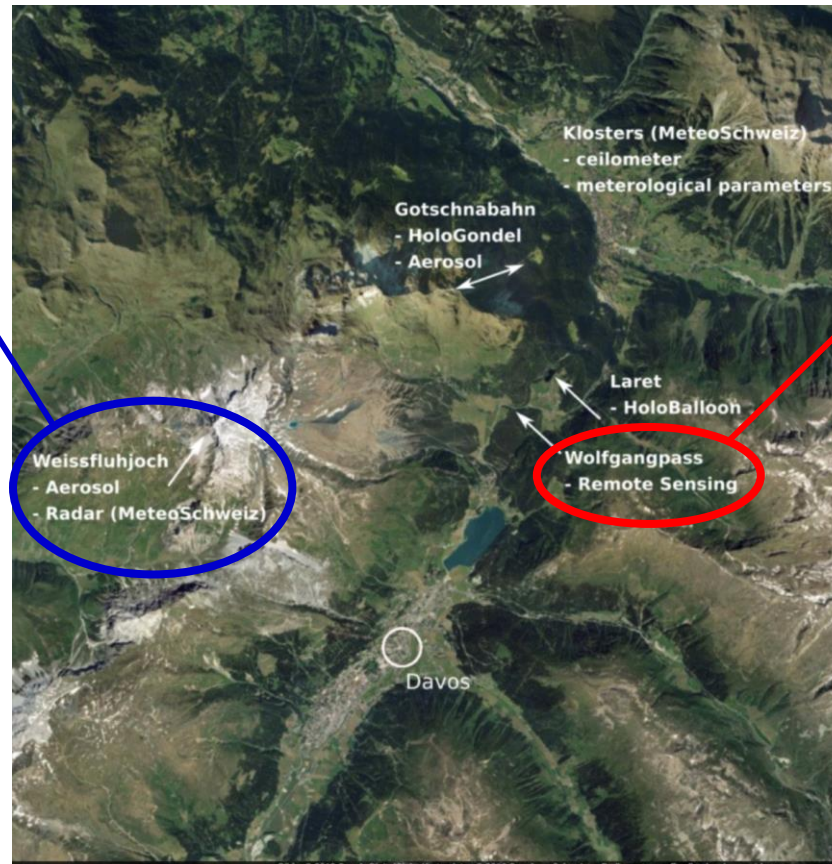 Klosters (MeteoSchweiz)
- ceilometer
- meterological parameters
Gotschnabahn
- HoloGondel
- Aerosol
Laret
- HoloBalloon
Weissfluhjoch
- Aerosol
- Radar (MeteoSchweiz)
Wolfgangpass
- Remote Sensing
Davos